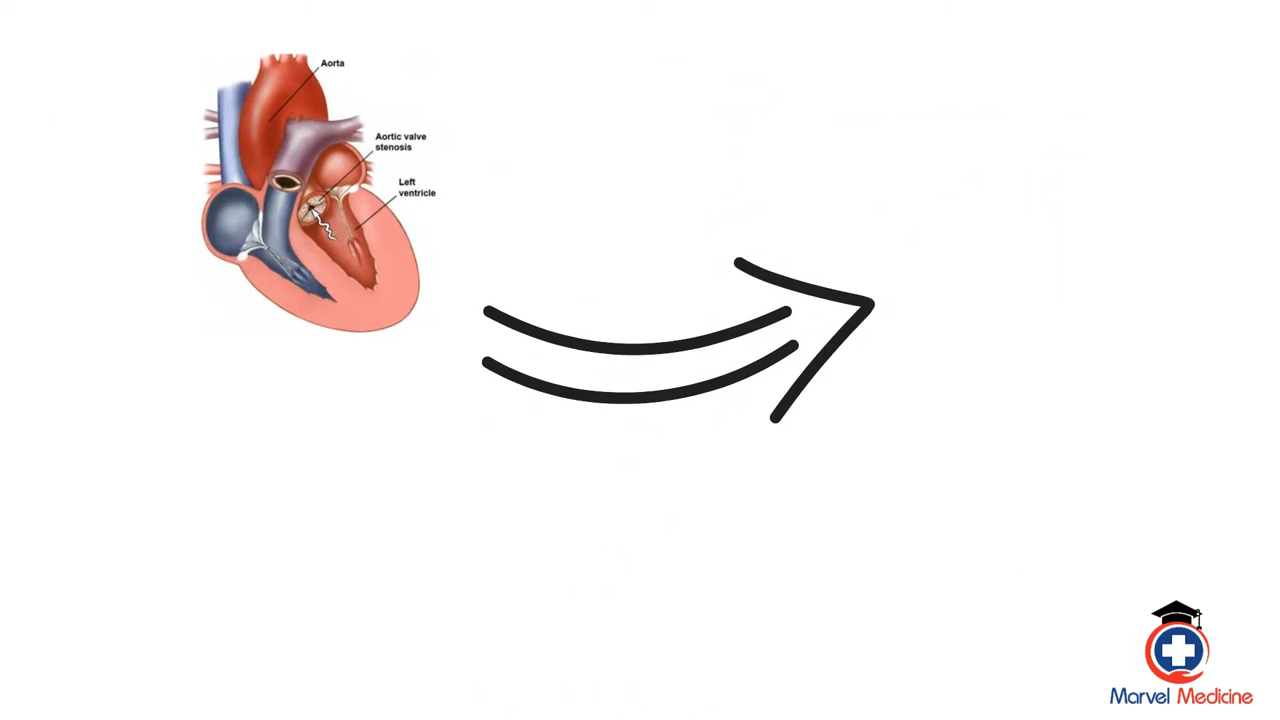 Aorta
Aortic valve
stenosis
Left
ventricle
Marvel Medicine